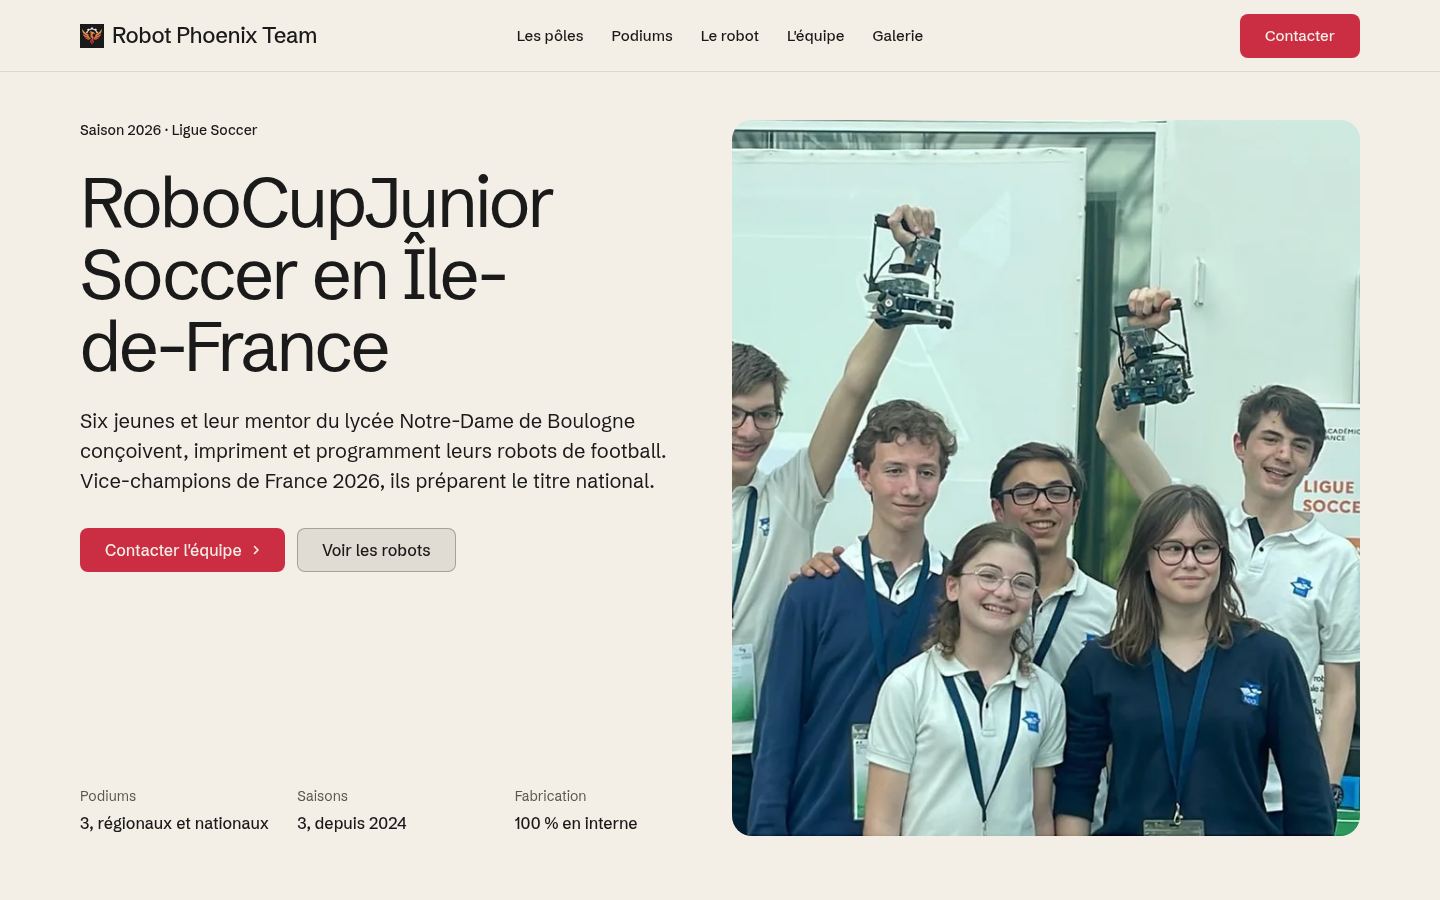 Robot Phoenix Team
Les pôles
Podiums
Le robot
L'équipe
Galerie
Contacter
Saison 2026 · Ligue Soccer
RoboCupJunior
Soccer en Île-
de-France
Six jeunes et leur mentor du lycée Notre-Dame de Boulogne
conçoivent, impriment et programment leurs robots de football.
Vice-champions de France 2026, ils préparent le titre national.
Contacter l'équipe
Voir les robots
Podiums
3, régionaux et nationaux
Saisons
3, depuis 2024
Fabrication
100 % en interne
LIGUE
SOCCE